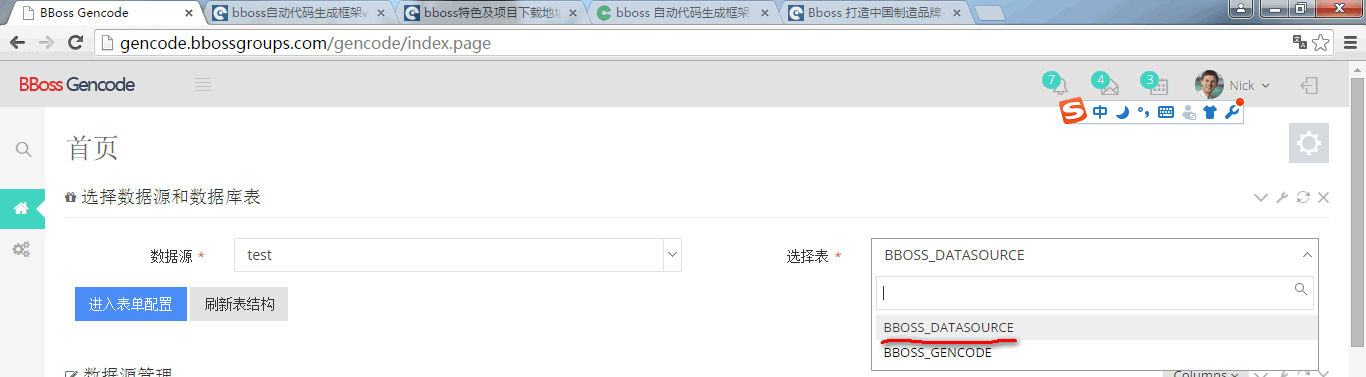 BBoss Gencode
bboss自动代码生成框架v
bboss特色及项目下载地址
bboss 自动代码生成框架
Bboss 打造中国制造品牌 -
gencode.bbossgroups.com/gencode/index.page
BBoss Gencode
7
4
3
Nick
中
首页
选择数据源和数据库表
数据源 *
test
选择表 *
BBOSS_DATASOURCE
进入表单配置
刷新表结构
BBOSS_DATASOURCE
BBOSS_GENCODE
数据源管理
Columns